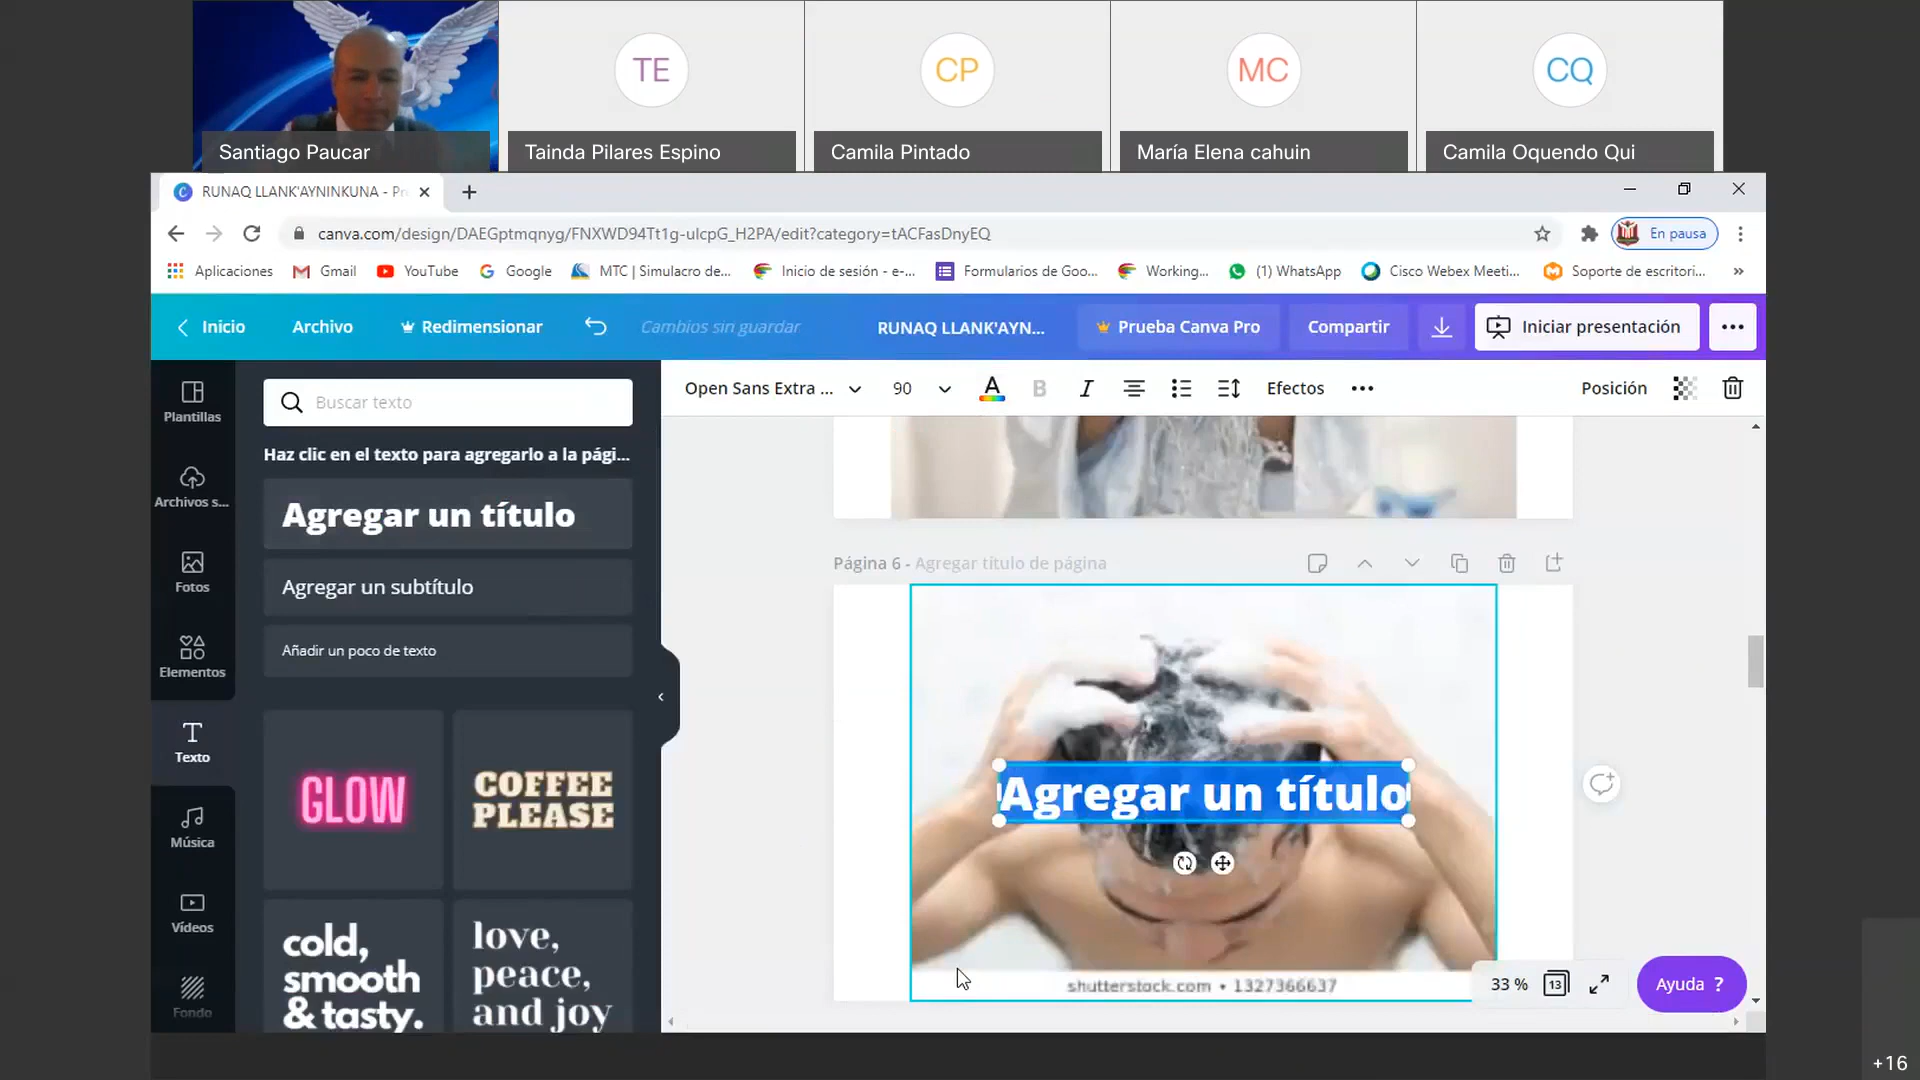 TE
CP
MC
CQ
Santiago Paucar
Tainda Pilares Espino
Camila Pintado
María Elena cahuin
Camila Oquendo Qui
RUNAQ LLANK'AYNINKUNA - Pr
canva.com/design/DAEGptmqnyg/FNXWD94Tt1g-ulcpG_H2PA/edit?category=tACFasDnyEQ
En pausa
Aplicaciones
Gmail
YouTube
Google
MTC | Simulacro de...
Inicio de sesión - e-...
Formularios de Goo...
Working...
(1) WhatsApp
Cisco Webex Meeti...
Soporte de escritori...
»
Inicio
Archivo
Redimensionar
Cambios sin guardar
RUNAQ LLANK'AYN...
Prueba Canva Pro
Compartir
Iniciar presentación
Plantillas
Archivos s...
Fotos
Elementos
Texto
Música
Vídeos
Fondo
Buscar texto
Haz clic en el texto para agregarlo a la pági...
Agregar un título
Agregar un subtítulo
Añadir un poco de texto
GLOW
COFFEE
PLEASE
cold,
smooth
& tasty.
love,
peace,
and joy
Open Sans Extra ...
90
A
B
I
Efectos
Posición
Página 6 - Agregar título de página
Agregar un título
shutterstock.com • 1327366637
33 %
13
Ayuda ?
+16